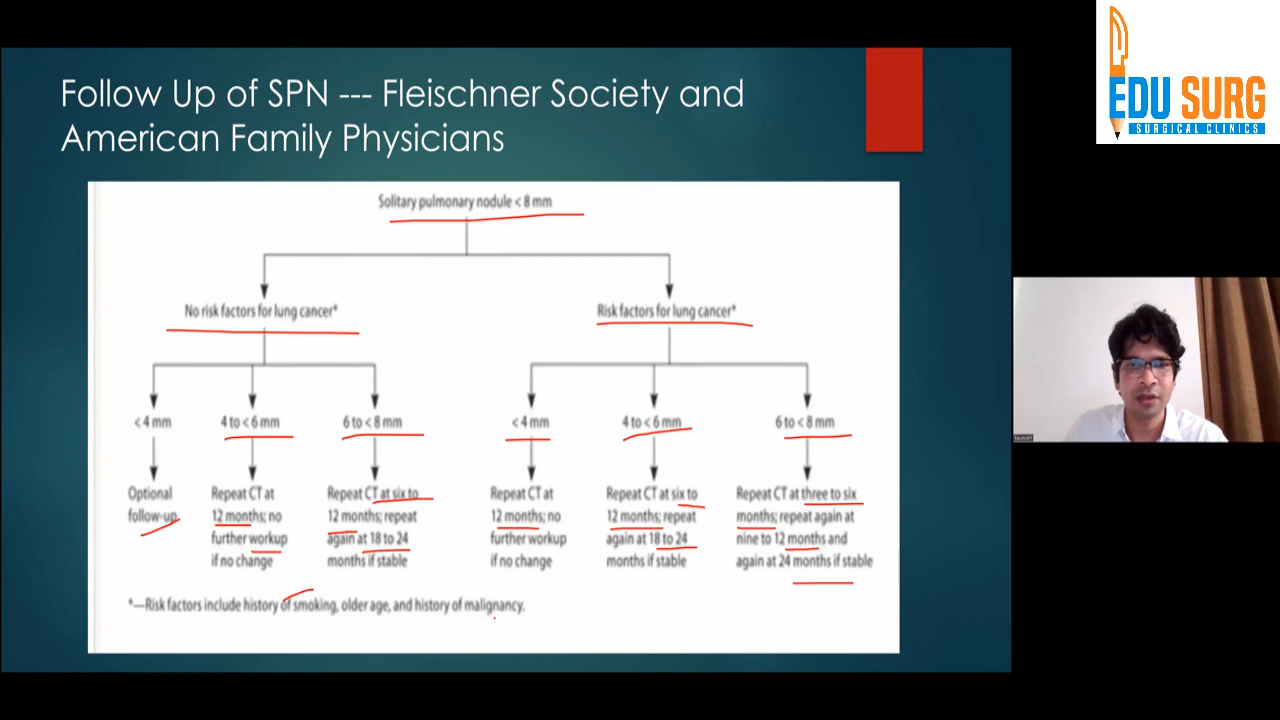 Follow Up of SPN --- Fleischner Society and
American Family Physicians
EDU SURG
SURGICAL CLINICS
Solitary pulmonary nodule < 8 mm
No risk factors for lung cancer*
Risk factors for lung cancer*
< 4 mm
4 to < 6 mm
6 to < 8 mm
< 4 mm
4 to < 6 mm
6 to < 8 mm
Optional
follow-up
Repeat CT at
12 months; no
further workup
if no change
Repeat CT at six to
12 months; repeat
again at 18 to 24
months if stable
Repeat CT at
12 months; no
further workup
if no change
Repeat CT at six to
12 months; repeat
again at 18 to 24
months if stable
Repeat CT at three to six
months; repeat again at
nine to 12 months and
again at 24 months if stable
*—Risk factors include history of smoking, older age, and history of malignancy.